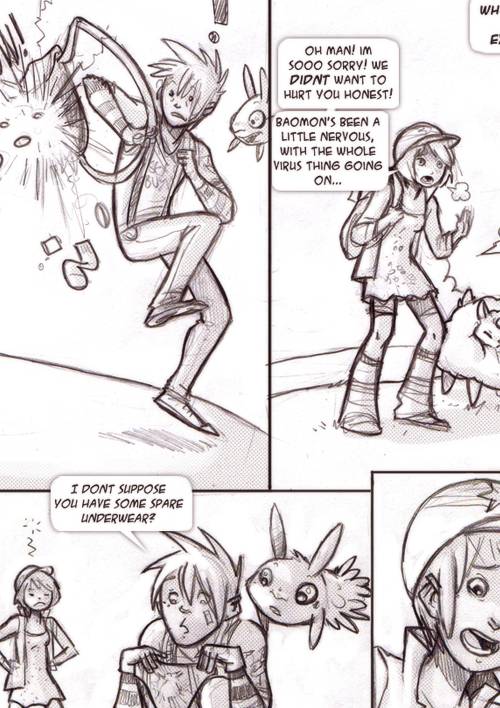 WH
E
OH MAN! IM
SOOO SORRY! WE
DIDNT WANT TO
HURT YOU HONEST!
BAOMON'S BEEN A
LITTLE NERVOUS,
WITH THE WHOLE
VIRUS THING GOING
ON...
I DONT SUPPOSE
YOU HAVE SOME SPARE
UNDERWEAR?